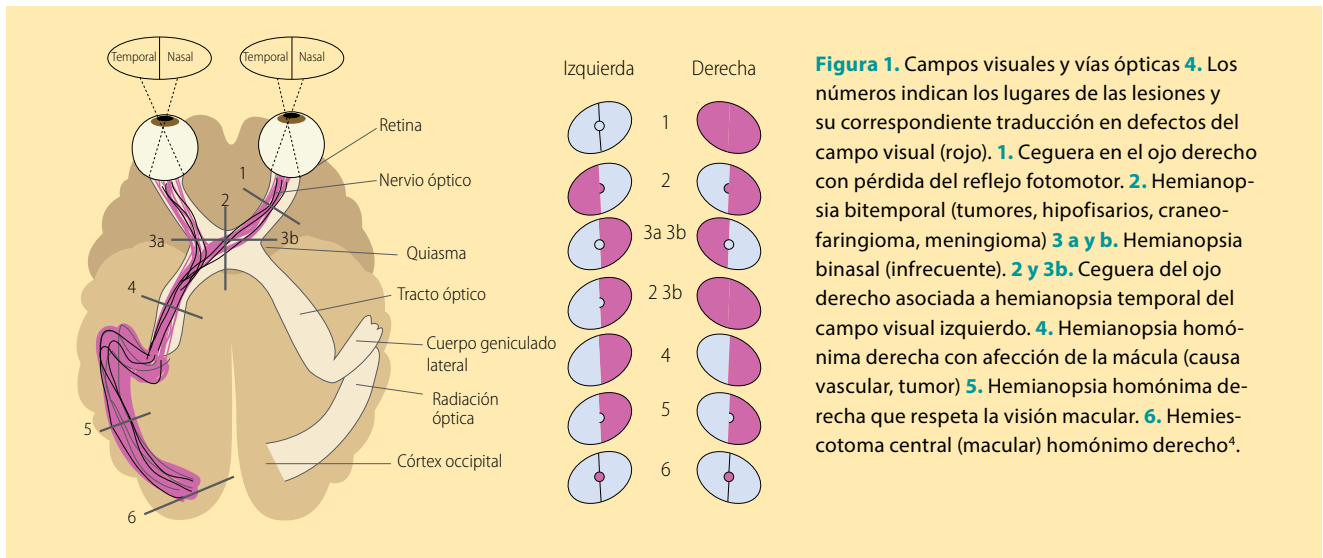 Temporal Nasal Temporal Nasal
Retina
Nervio óptico
Quiasma
Tracto óptico
Cuerpo geniculado
lateral
Radiación
óptica
Córtex occipital
1
2
3a
3b
4
5
6
Izquierda Derecha
1
2
3a 3b
2 3b
4
5
6
Figura 1. Campos visuales y vías ópticas 4. Los
números indican los lugares de las lesiones y
su correspondiente traducción en defectos del
campo visual (rojo). 1. Ceguera en el ojo derecho
con pérdida del reflejo fotomotor. 2. Hemianop-
sia bitemporal (tumores, hipofisarios, craneo-
faringioma, meningioma) 3 a y b. Hemianopsia
binasal (infrecuente). 2 y 3b. Ceguera del ojo
derecho asociada a hemianopsia temporal del
campo visual izquierdo. 4. Hemianopsia homó-
nima derecha con afección de la mácula (causa
vascular, tumor) 5. Hemianopsia homónima de-
recha que respeta la visión macular. 6. Hemies-
cotoma central (macular) homónimo derecho⁴.